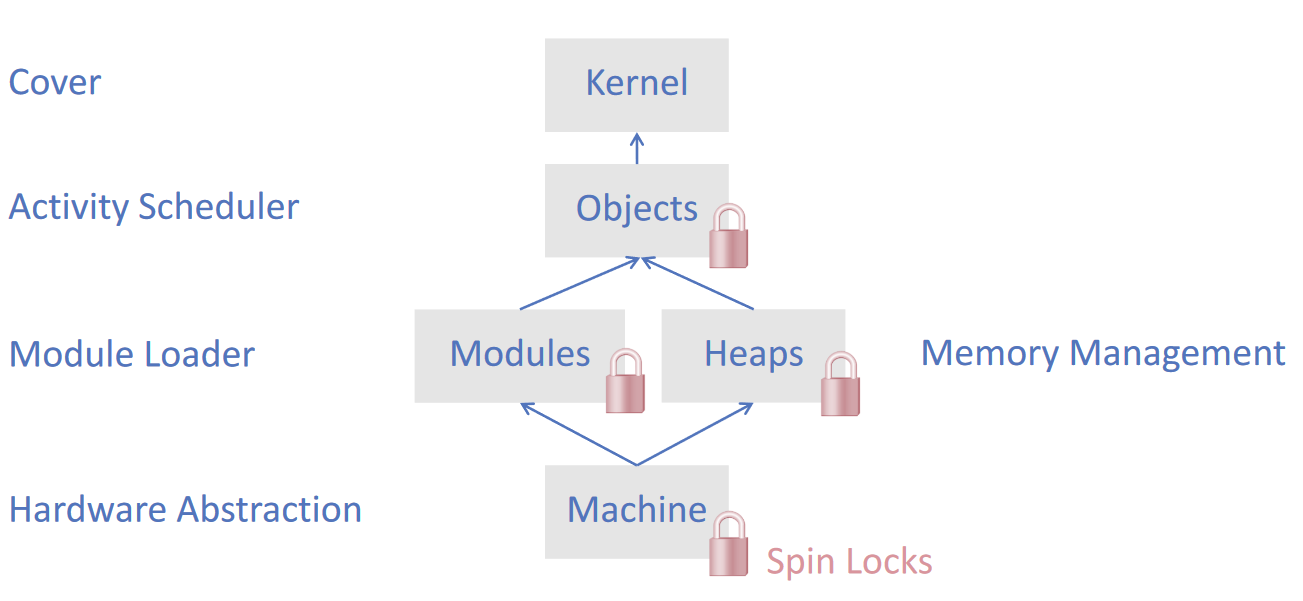 Cover
Kernel
Activity Scheduler
Objects
Module Loader
Modules
Heaps
Memory Management
Hardware Abstraction
Machine
Spin Locks